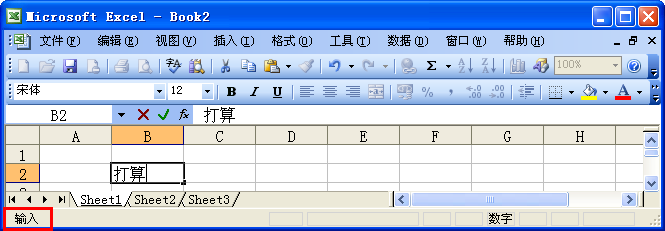 Microsoft Excel - Book2
文件(F) 编辑(E) 视图(V) 插入(I) 格式(O) 工具(T) 数据(D) 窗口(W) 帮助(H)
Σ 100%
宋体 12 B I U % ,
B2 fx 打算
A B C D E F G H
1
2 打算
Sheet1 Sheet2 Sheet3
输入 数字